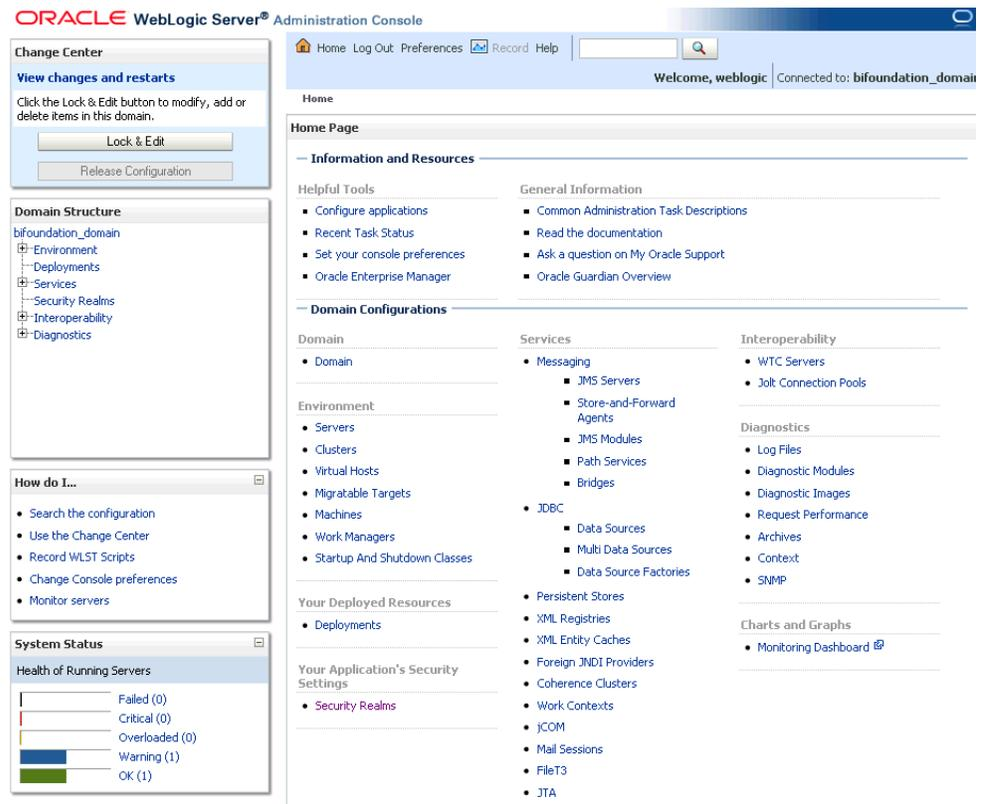 ORACLE WebLogic Server® Administration Console
Change Center
View changes and restarts
Click the Lock & Edit button to modify, add or
delete items in this domain.
Lock & Edit
Release Configuration
Domain Structure
bifoundation_domain
Environment
Deployments
Services
Security Realms
Interoperability
Diagnostics
How do I...
Search the configuration
Use the Change Center
Record WLST Scripts
Change Console preferences
Monitor servers
System Status
Health of Running Servers
Failed (0)
Critical (0)
Overloaded (0)
Warning (1)
OK (1)
Home Log Out Preferences Record Help
Welcome, weblogic Connected to: bifoundation_domain
Home
Home Page
Information and Resources
Helpful Tools
Configure applications
Recent Task Status
Set your console preferences
Oracle Enterprise Manager
General Information
Common Administration Task Descriptions
Read the documentation
Ask a question on My Oracle Support
Oracle Guardian Overview
Domain Configurations
Domain
Domain
Environment
Servers
Clusters
Virtual Hosts
Migratable Targets
Machines
Work Managers
Startup And Shutdown Classes
Your Deployed Resources
Deployments
Your Application's Security
Settings
Security Realms
Services
Messaging
JMS Servers
Store-and-Forward
Agents
JMS Modules
Path Services
Bridges
JDBC
Data Sources
Multi Data Sources
Data Source Factories
Persistent Stores
XML Registries
XML Entity Caches
Foreign JNDI Providers
Coherence Clusters
Work Contexts
jCOM
Mail Sessions
FileT3
JTA
Interoperability
WTC Servers
Jolt Connection Pools
Diagnostics
Log Files
Diagnostic Modules
Diagnostic Images
Request Performance
Archives
Context
SNMP
Charts and Graphs
Monitoring Dashboard